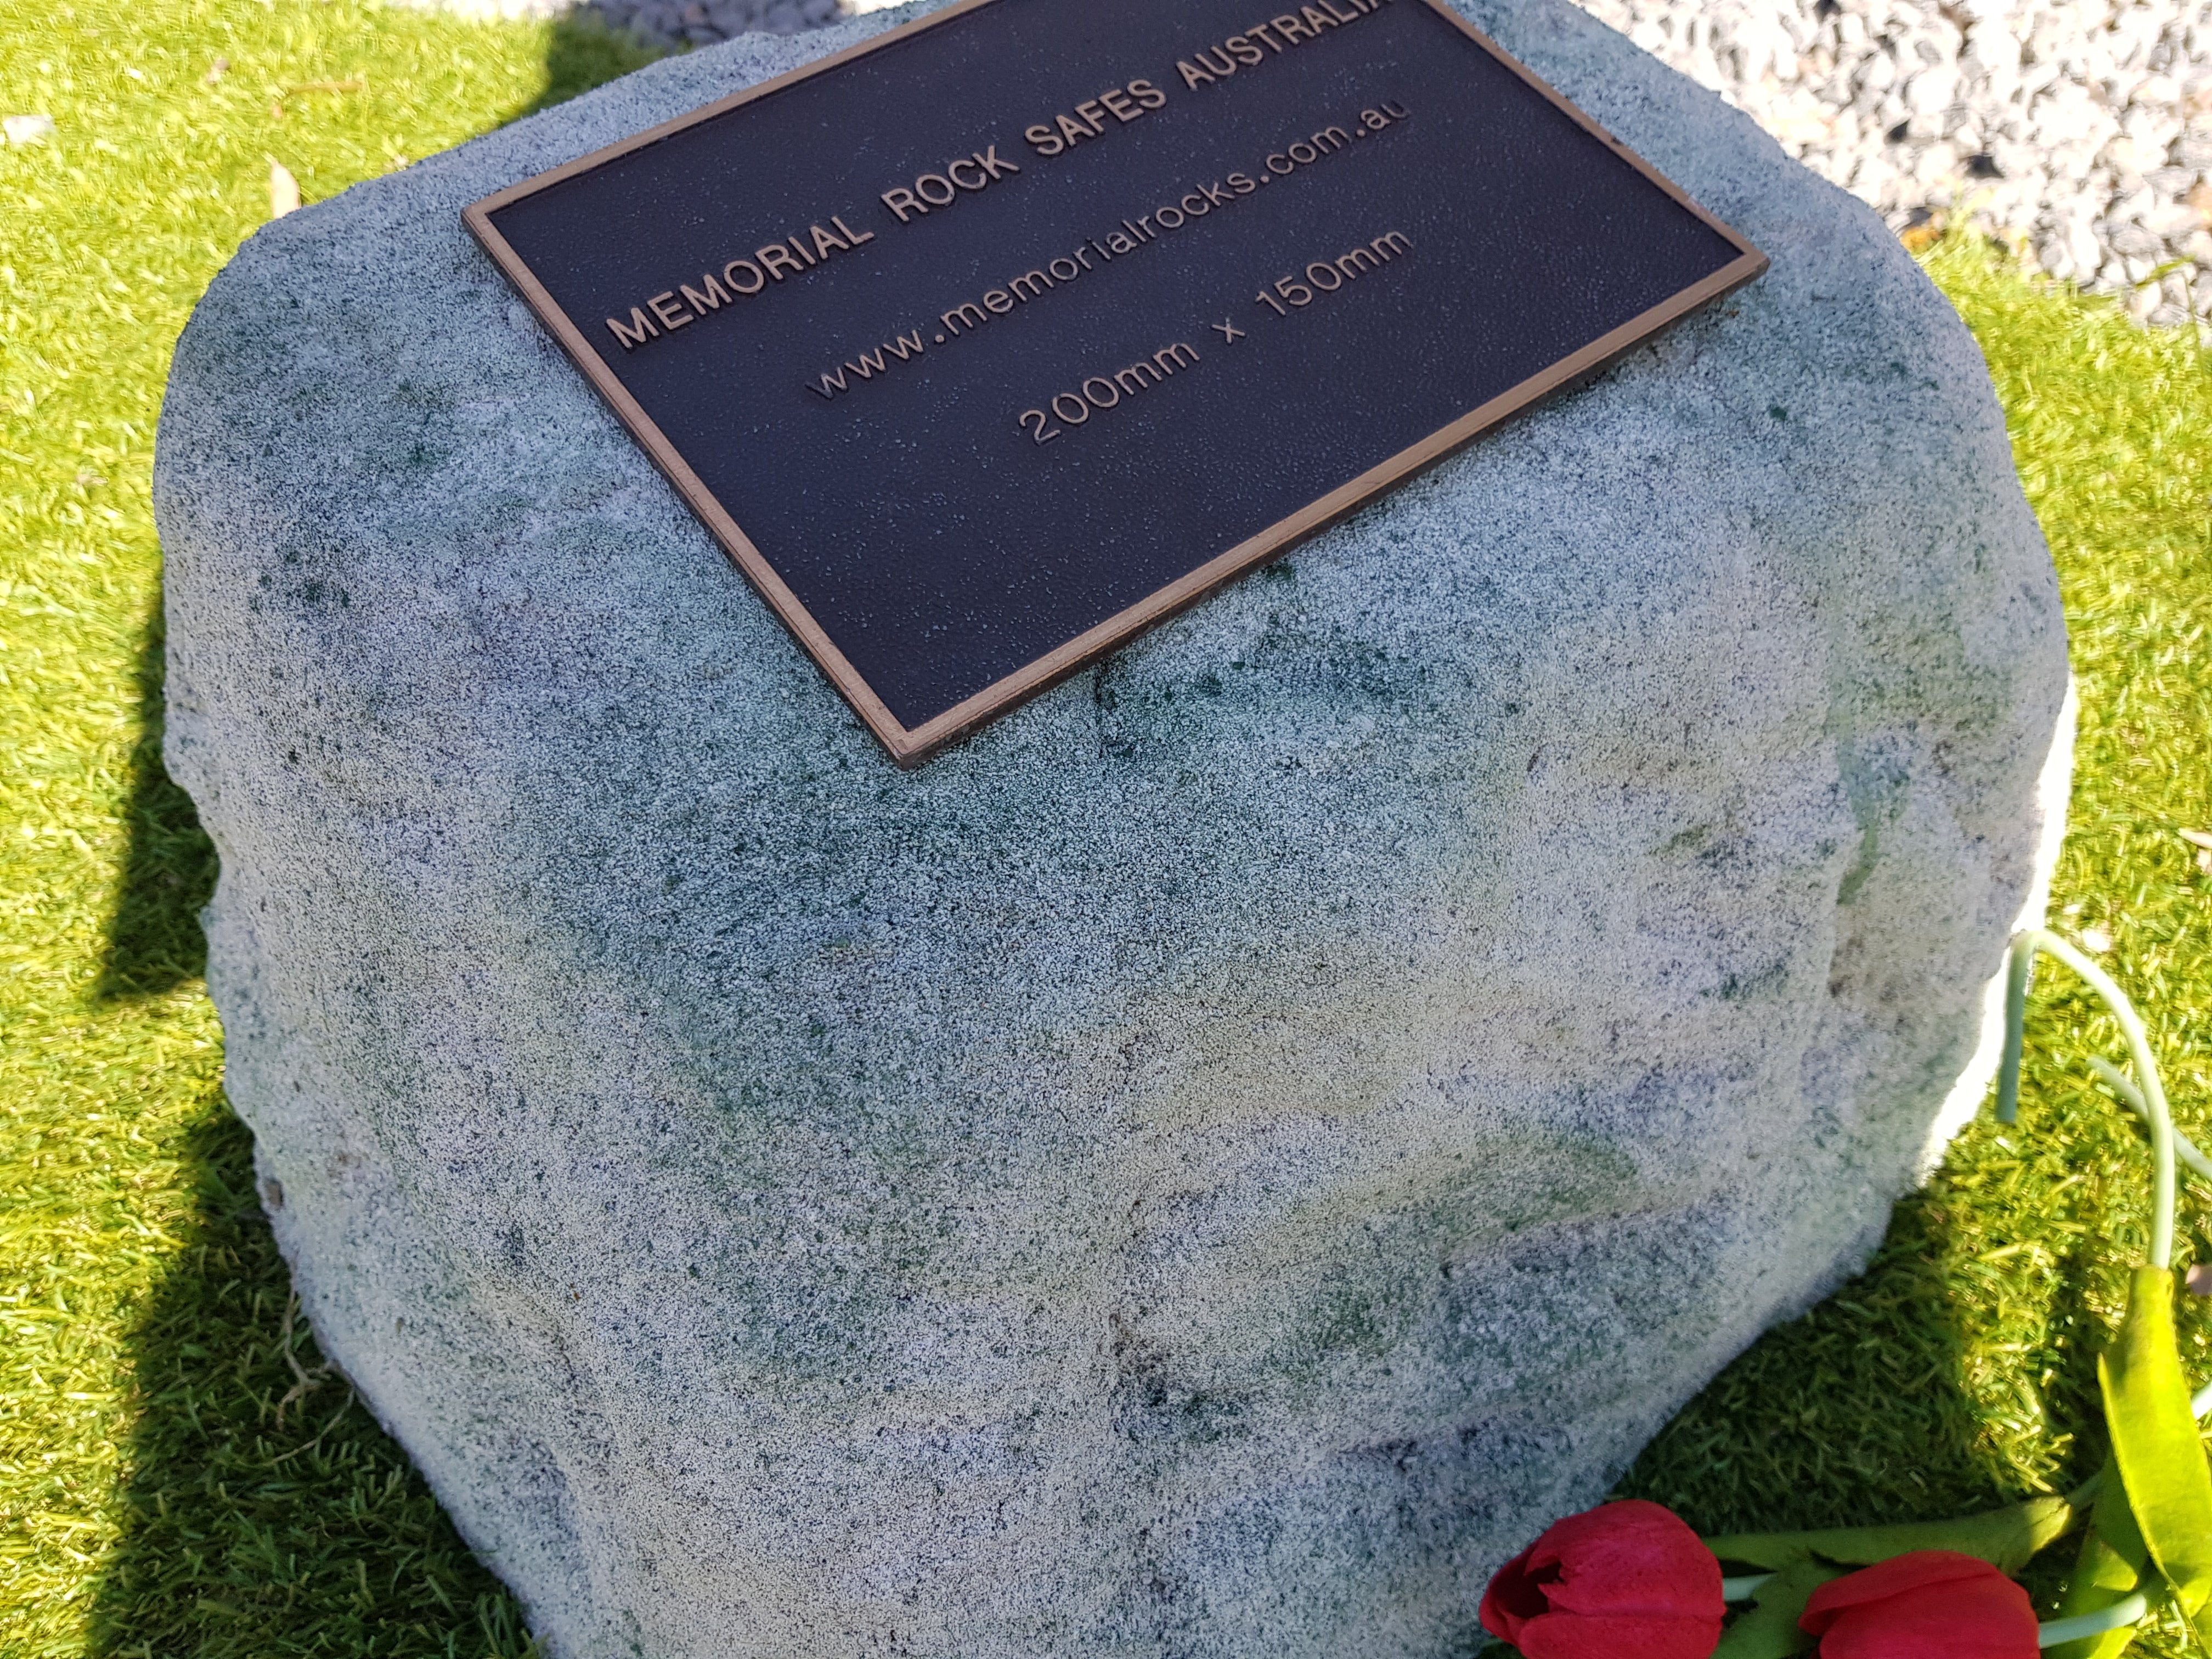 MEMORIAL ROCK SAFES AUSTRALIA
www.memorialrocks.com.au
200mm x 150mm